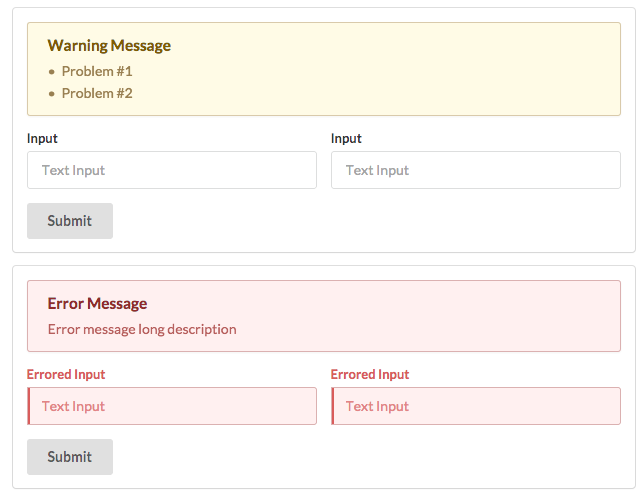 Warning Message
• Problem #1
• Problem #2
Input Input
Text Input Text Input
Submit
Error Message
Error message long description
Errored Input Errored Input
Text Input Text Input
Submit